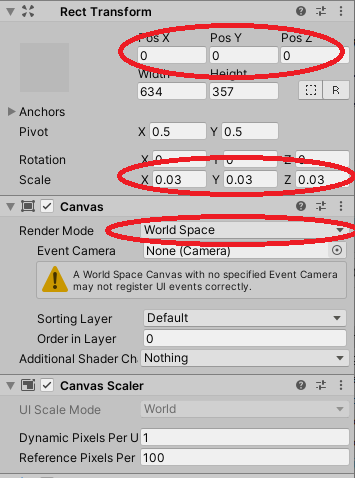 Rect Transform
Pos X Pos Y Pos Z
0 0 0
Width Height
634 357
R
Anchors
Pivot X 0.5 Y 0.5
Rotation X 0 Y 0 Z 0
Scale X 0.03 Y 0.03 Z 0.03
Canvas
Render Mode World Space
Event Camera None (Camera)
A World Space Canvas with no specified Event Camera
may not register UI events correctly.
Sorting Layer Default
Order in Layer 0
Additional Shader Ch Nothing
Canvas Scaler
UI Scale Mode World
Dynamic Pixels Per U 1
Reference Pixels Per 100